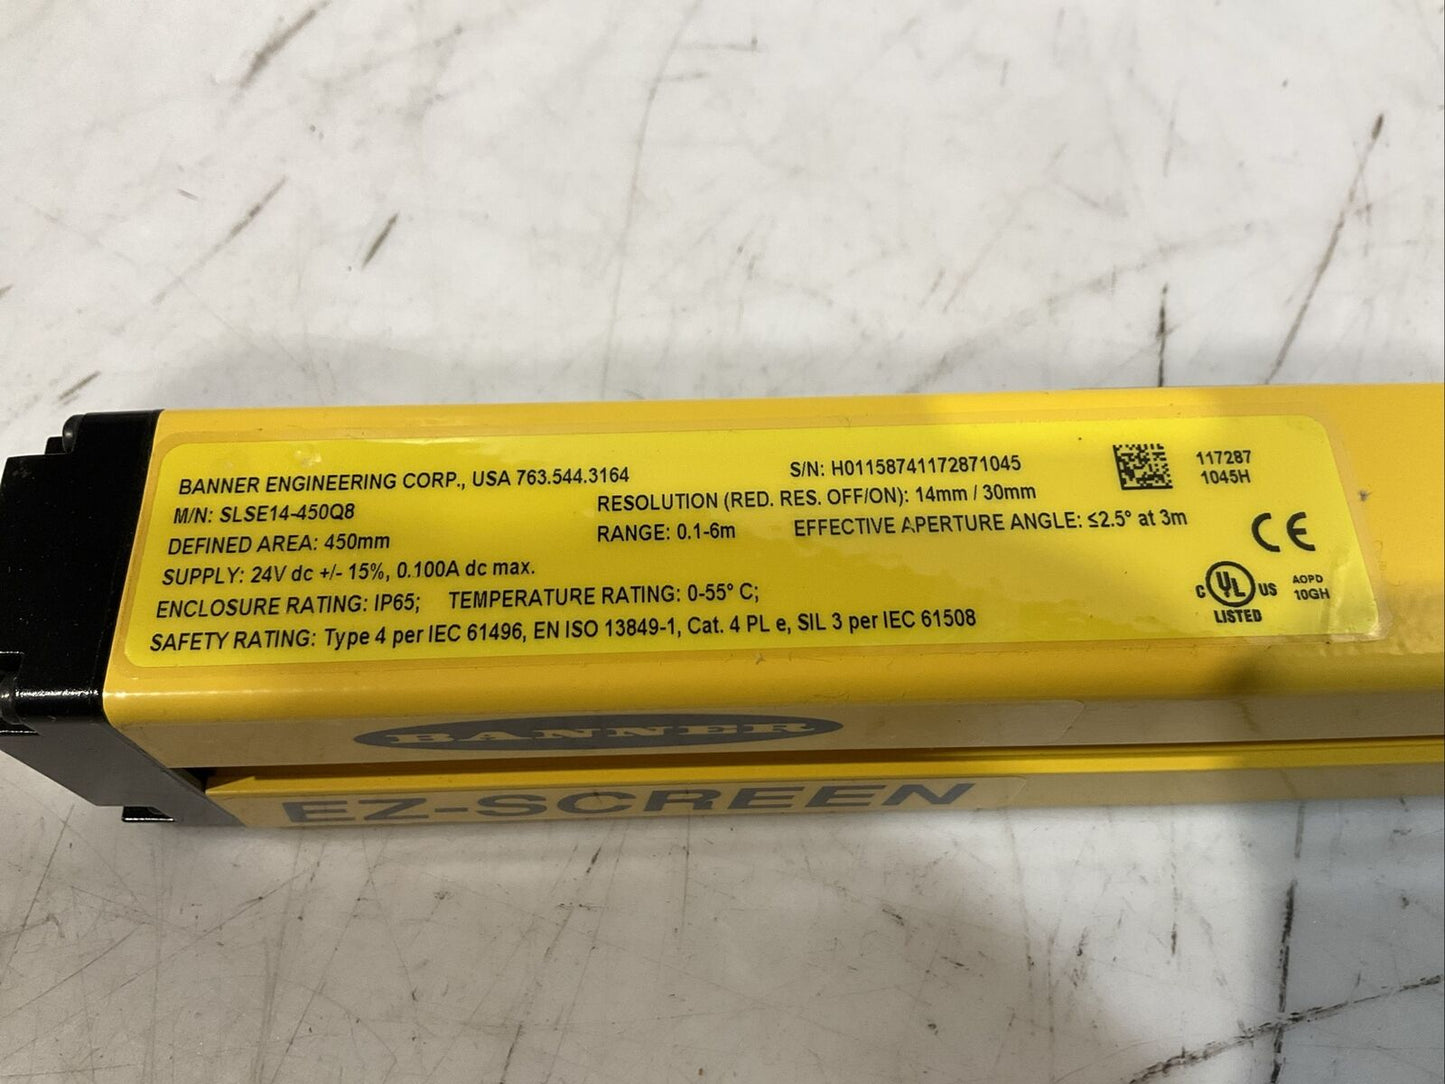 BANNER ENGINEERING CORP., USA 763.544.3164
S/N: H01158741172871045
M/N: SLSE14-450Q8
RESOLUTION (RED. RES. OFF/ON): 14mm / 30mm
DEFINED AREA: 450mm
RANGE: 0.1-6m
EFFECTIVE APERTURE ANGLE: ≤2.5° at 3m
SUPPLY: 24V dc +/- 15%, 0.100A dc max.
ENCLOSURE RATING: IP65; TEMPERATURE RATING: 0-55° C;
SAFETY RATING: Type 4 per IEC 61496, EN ISO 13849-1, Cat. 4 PL e, SIL 3 per IEC 61508
117287
1045H
CE
C UL US
LISTED
AOPD
10GH
BANNER
EZ-SCREEN